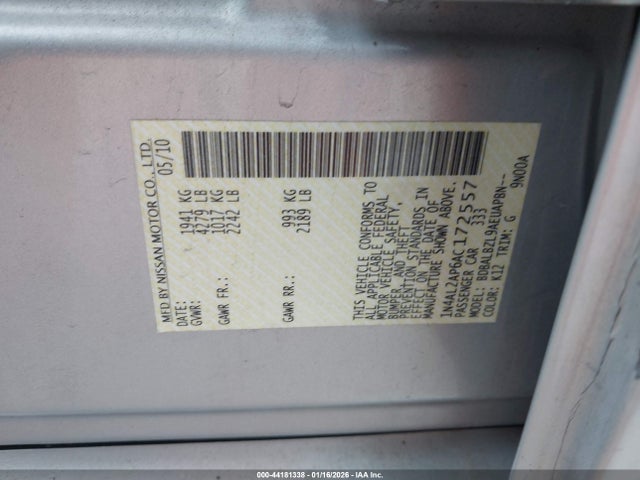 MFD BY NISSAN MOTOR CO., LTD.
DATE: 05/10
GVWR: 1941 KG
4279 LB
GAWR FR.: 1017 KG
2242 LB
GAWR RR.: 993 KG
2189 LB
THIS VEHICLE CONFORMS TO
ALL APPLICABLE FEDERAL
MOTOR VEHICLE SAFETY,
BUMPER, AND THEFT
PREVENTION STANDARDS IN
EFFECT ON THE DATE OF
MANUFACTURE SHOWN ABOVE.
1N4AL2AP6AC172557
PASSENGER CAR 333
MODEL: BDBALBZL9AEUAPBN--
COLOR: K12 TRIM: G 9N00A
000-44181338 - 01/16/2026 - IAA Inc.